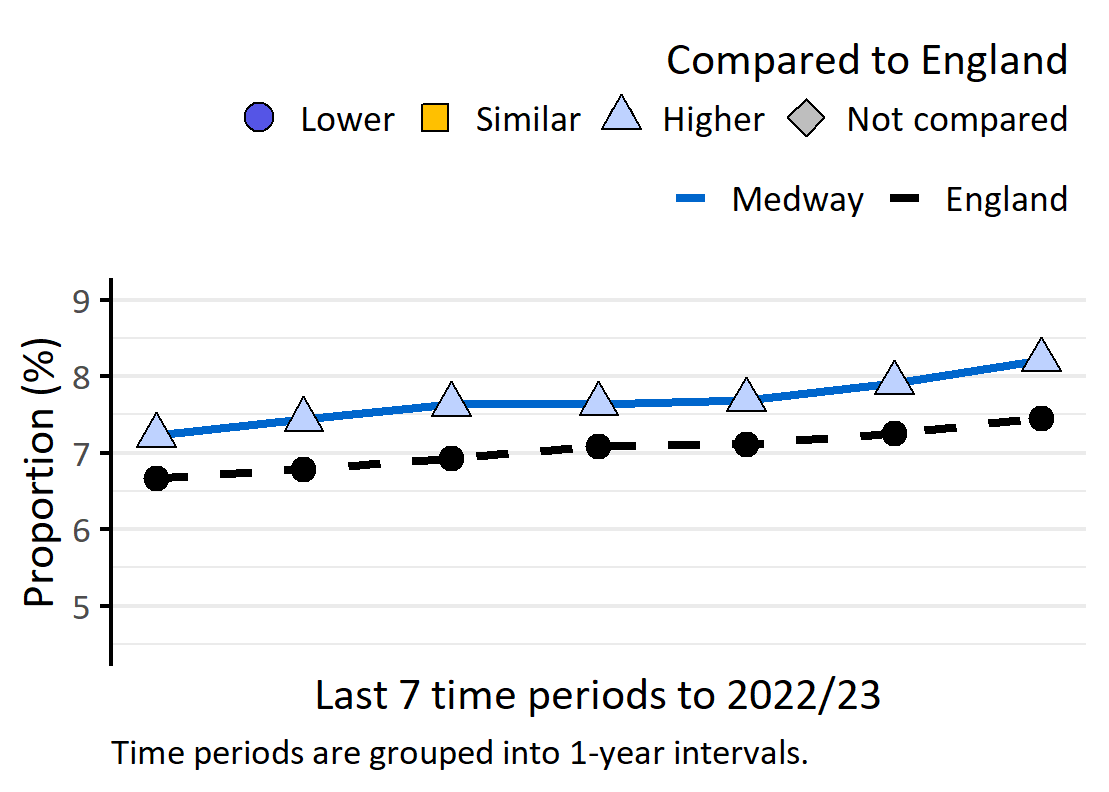 Compared to England
Lower Similar Higher Not compared
Medway England
9
8
7
6
5
Proportion (%)
Last 7 time periods to 2022/23
Time periods are grouped into 1-year intervals.